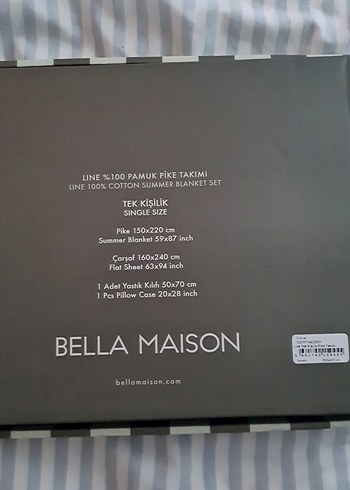 LINE %100 PAMUK PİKE TAKIMI
LINE 100% COTTON SUMMER BLANKET SET
TEK KİŞİLİK
SINGLE SIZE
Pike 150x220 cm
Summer Blanket 59x87 inch
Çarşaf 160x240 cm
Flat Sheet 63x94 inch
1 Adet Yastık Kılıfı 50x70 cm
1 Pcs Pillow Case 20x28 inch
BELLA MAISON
bellamaison.com